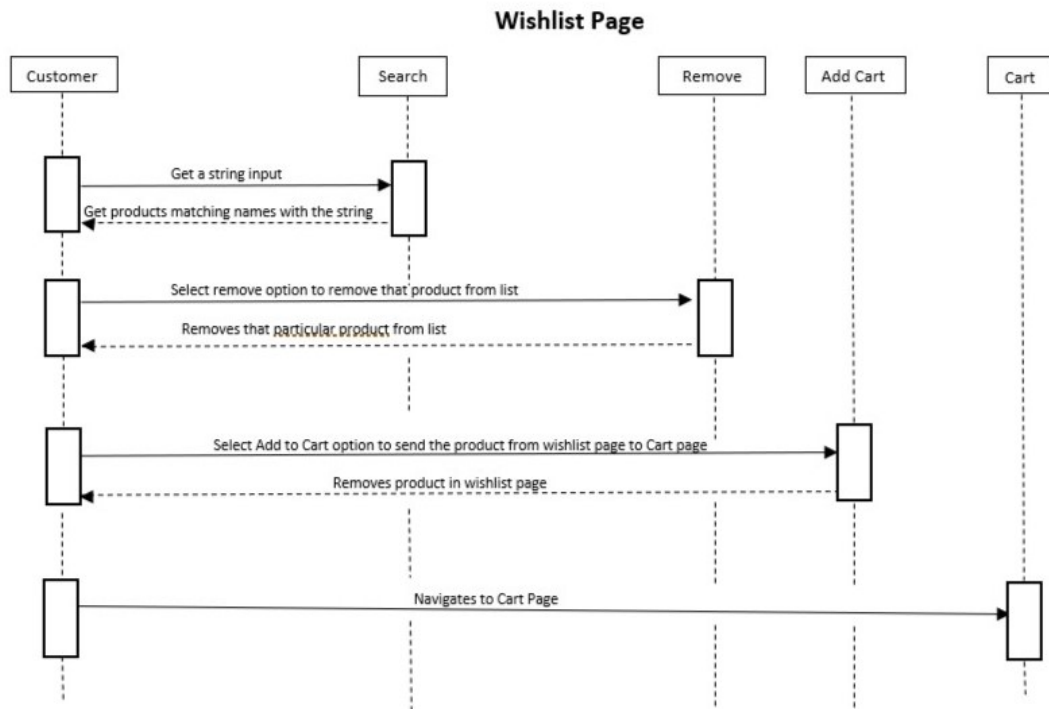 Wishlist Page
Customer
Search
Remove
Add Cart
Cart
Get a string input
Get products matching names with the string
Select remove option to remove that product from list
Removes that particular product from list
Select Add to Cart option to send the product from wishlist page to Cart page
Removes product in wishlist page
Navigates to Cart Page